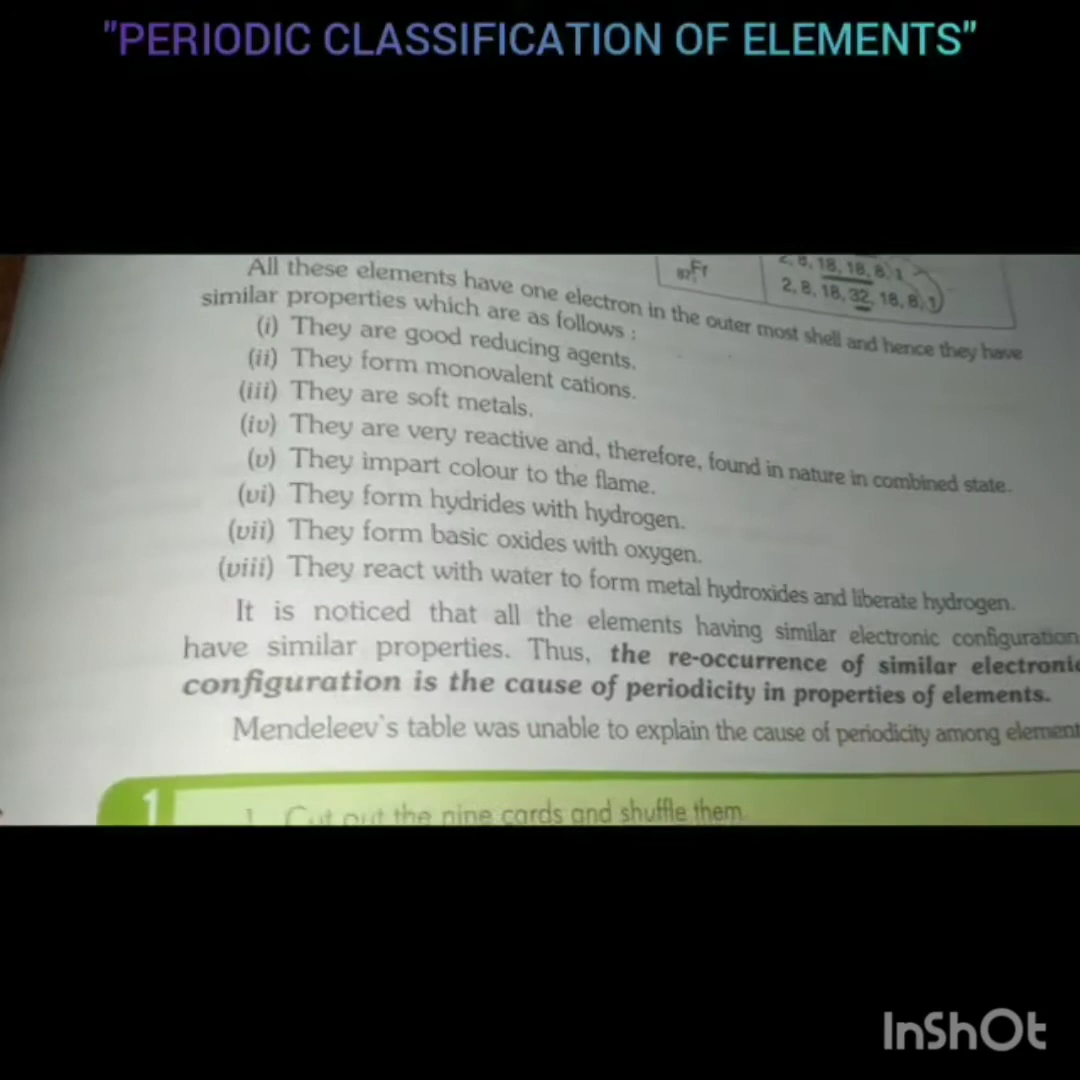 "PERIODIC CLASSIFICATION OF ELEMENTS"
87Fr
2, 8, 18, 18, 8, 1
2, 8, 18, 32, 18, 8, 1
All these elements have one electron in the outer most shell and hence they have
similar properties which are as follows :
(i) They are good reducing agents.
(ii) They form monovalent cations.
(iii) They are soft metals.
(iv) They are very reactive and, therefore, found in nature in combined state.
(v) They impart colour to the flame.
(vi) They form hydrides with hydrogen.
(vii) They form basic oxides with oxygen.
(viii) They react with water to form metal hydroxides and liberate hydrogen.
It is noticed that all the elements having similar electronic configuration
have similar properties. Thus, the re-occurrence of similar electronic
configuration is the cause of periodicity in properties of elements.
Mendeleev's table was unable to explain the cause of periodicity among element
1
1. Cut out the nine cards and shuffle them.
InShOt